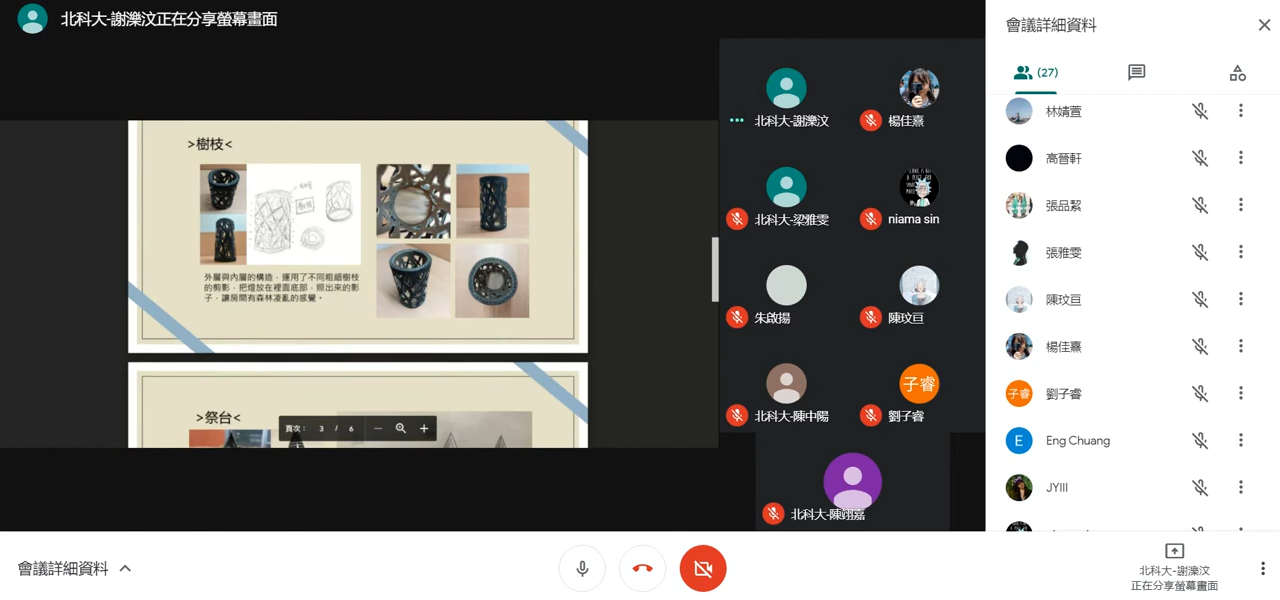 北科大-謝濼汶正在分享螢幕畫面
>樹枝<
外層與內層的構造，運用了不同粗細樹枝
的剪影，把燈放在裡面底部，照出來的影
子，讓房間有森林凌亂的感覺。
>祭台<
頁次： 3 / 6
北科大-謝濼汶
楊佳熹
北科大-梁雅雯
niama sin
朱啟揚
陳玟亘
北科大-陳中陽
子睿
劉子睿
北科大-陳翊嘉
會議詳細資料
(27)
林婧萱
高晉軒
張品絜
張雅雯
陳玟亘
楊佳熹
子睿
劉子睿
E
Eng Chuang
JYlll
會議詳細資料
北科大-謝濼汶
正在分享螢幕畫面